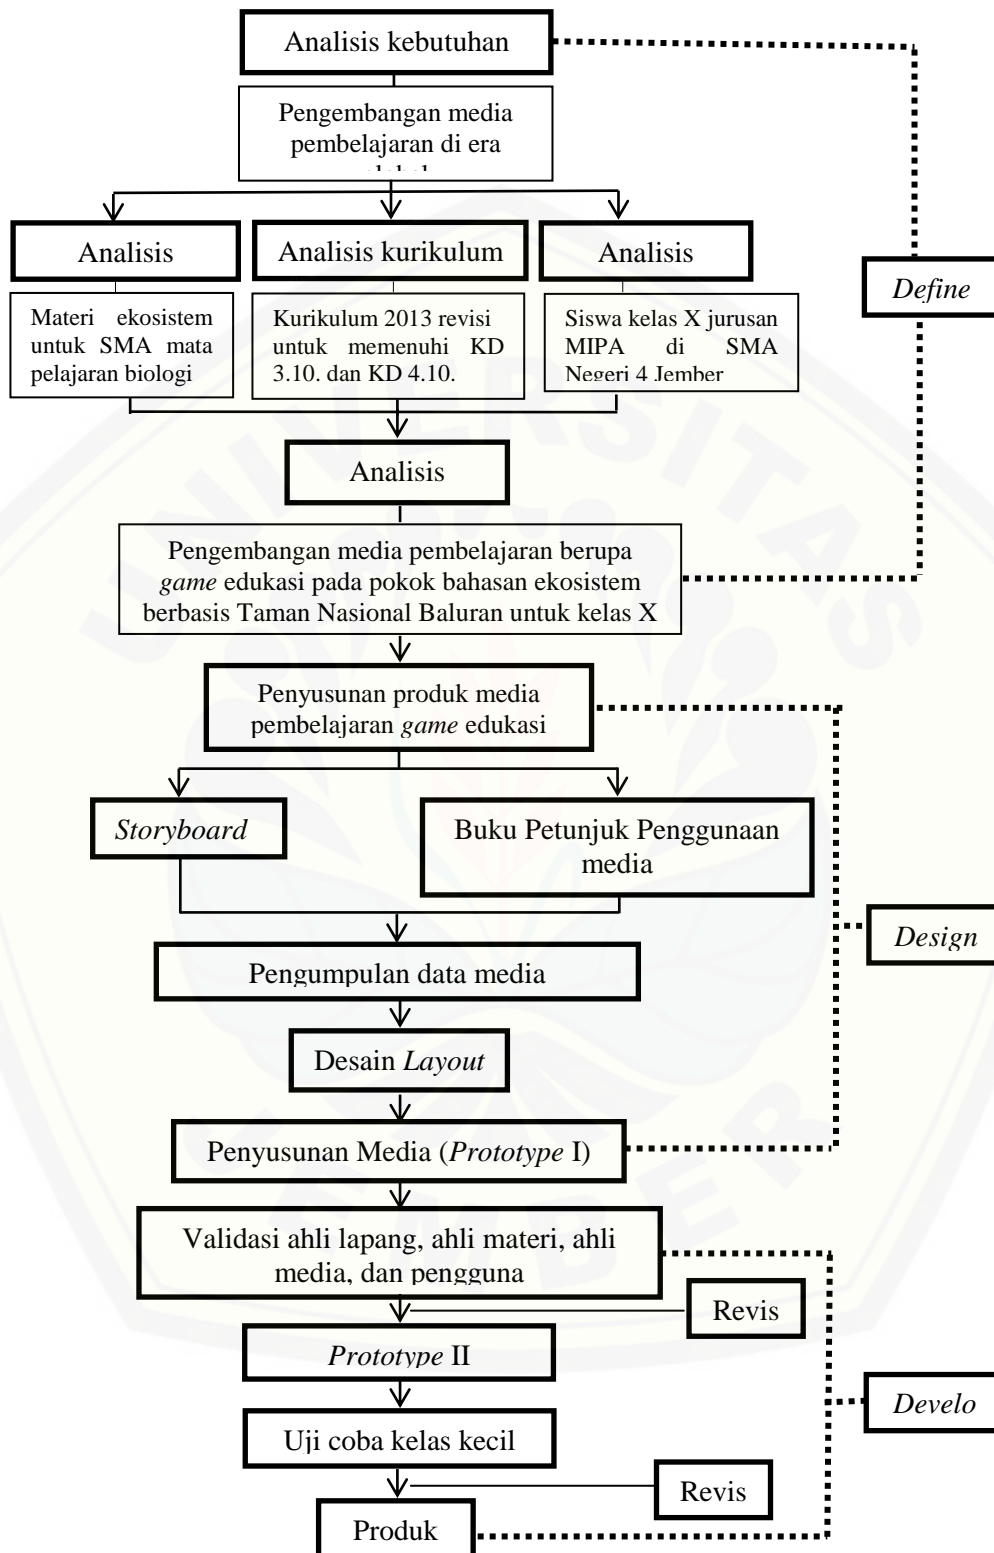 Analisis kebutuhan
Pengembangan media
pembelajaran di era
Analisis
Analisis kurikulum
Analisis
Define
Materi ekosistem
untuk SMA mata
pelajaran biologi
Kurikulum 2013 revisi
untuk memenuhi KD
3.10. dan KD 4.10.
Siswa kelas X jurusan
MIPA di SMA
Negeri 4 Jember
Analisis
Pengembangan media pembelajaran berupa
game edukasi pada pokok bahasan ekosistem
berbasis Taman Nasional Baluran untuk kelas X
Penyusunan produk media
pembelajaran game edukasi
Storyboard
Buku Petunjuk Penggunaan
media
Design
Pengumpulan data media
Desain Layout
Penyusunan Media (Prototype I)
Validasi ahli lapang, ahli materi, ahli
media, dan pengguna
Revis
Prototype II
Develo
Uji coba kelas kecil
Revis
Produk
UNIVERSITAS
JEMBER